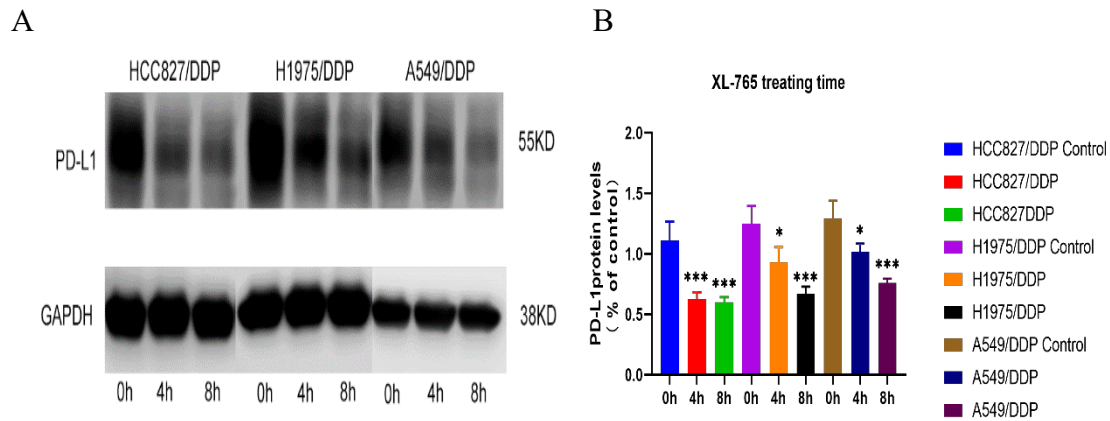 A
HCC827/DDP H1975/DDP A549/DDP
PD-L1
55KD
GAPDH
38KD
0h 4h 8h 0h 4h 8h 0h 4h 8h
B
XL-765 treating time
PD-L1protein levels
( % of control)
2.0
1.5
1.0
0.5
0.0
*** *** * *** * ***
0h 4h 8h 0h 4h 8h 0h 4h 8h
HCC827/DDP Control
HCC827/DDP
HCC827DDP
H1975/DDP Control
H1975/DDP
H1975/DDP
A549/DDP Control
A549/DDP
A549/DDP